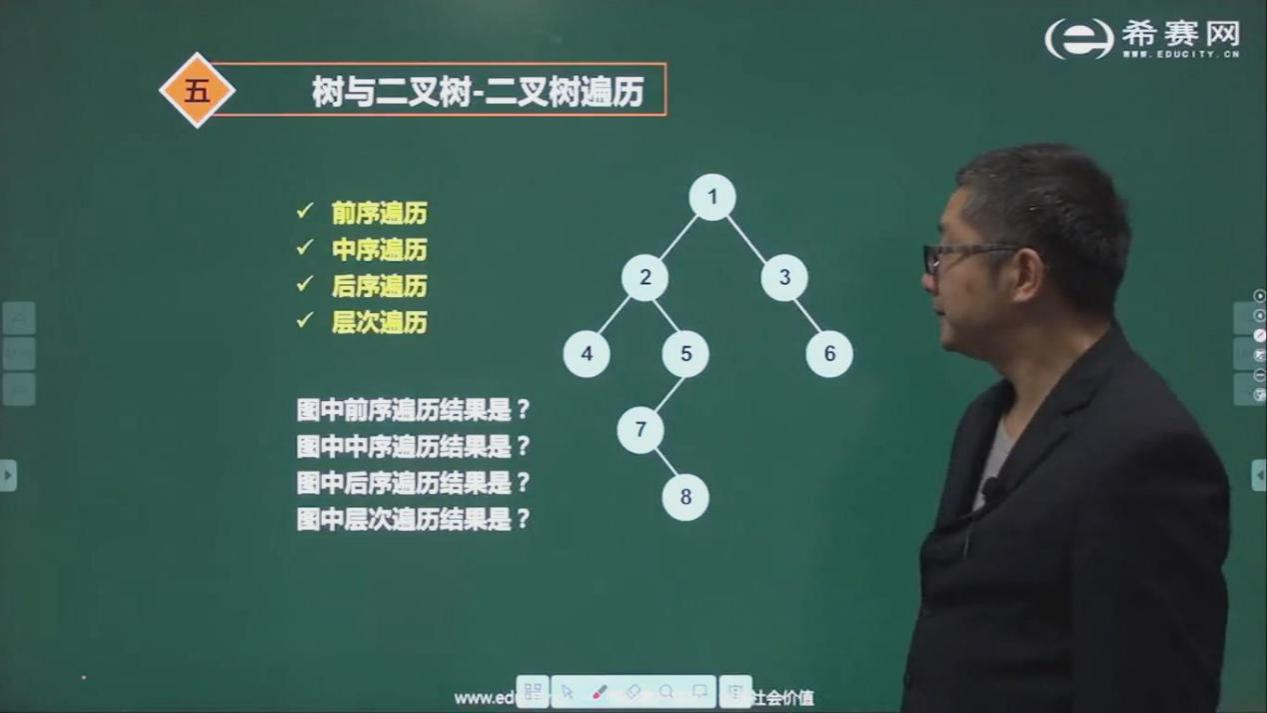 希赛网
WWW.EDUCITY.CN
五
树与二叉树-二叉树遍历
✓ 前序遍历
✓ 中序遍历
✓ 后序遍历
✓ 层次遍历
图中前序遍历结果是？
图中中序遍历结果是？
图中后序遍历结果是？
图中层次遍历结果是？
1
2
3
4
5
6
7
8
www.edu
社会价值